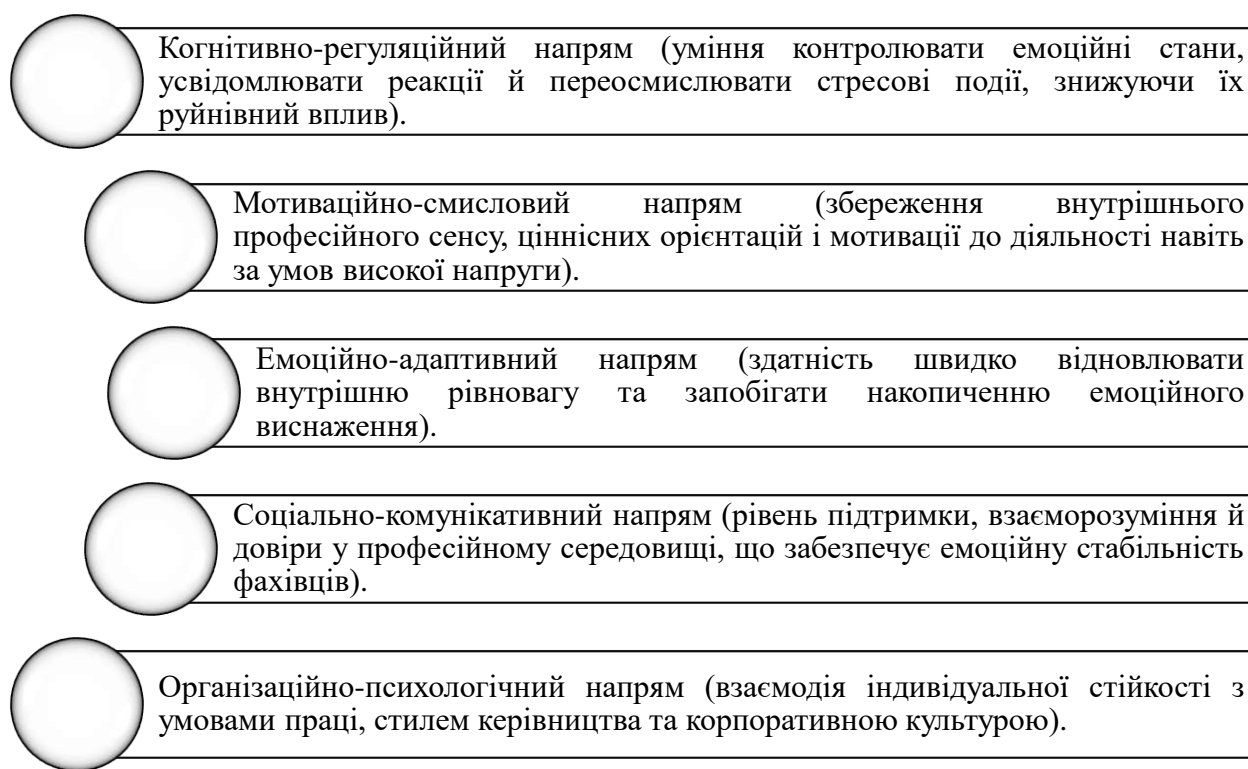 Когнітивно-регуляційний напрям (уміння контролювати емоційні стани,
усвідомлювати реакції й переосмислювати стресові події, знижуючи їх
руйнівний вплив).
Мотиваційно-смисловий напрям (збереження внутрішнього
професійного сенсу, ціннісних орієнтацій і мотивації до діяльності навіть
за умов високої напруги).
Емоційно-адаптивний напрям (здатність швидко відновлювати
внутрішню рівновагу та запобігати накопиченню емоційного
виснаження).
Соціально-комунікативний напрям (рівень підтримки, взаєморозуміння й
довіри у професійному середовищі, що забезпечує емоційну стабільність
фахівців).
Організаційно-психологічний напрям (взаємодія індивідуальної стійкості з
умовами праці, стилем керівництва та корпоративною культурою).